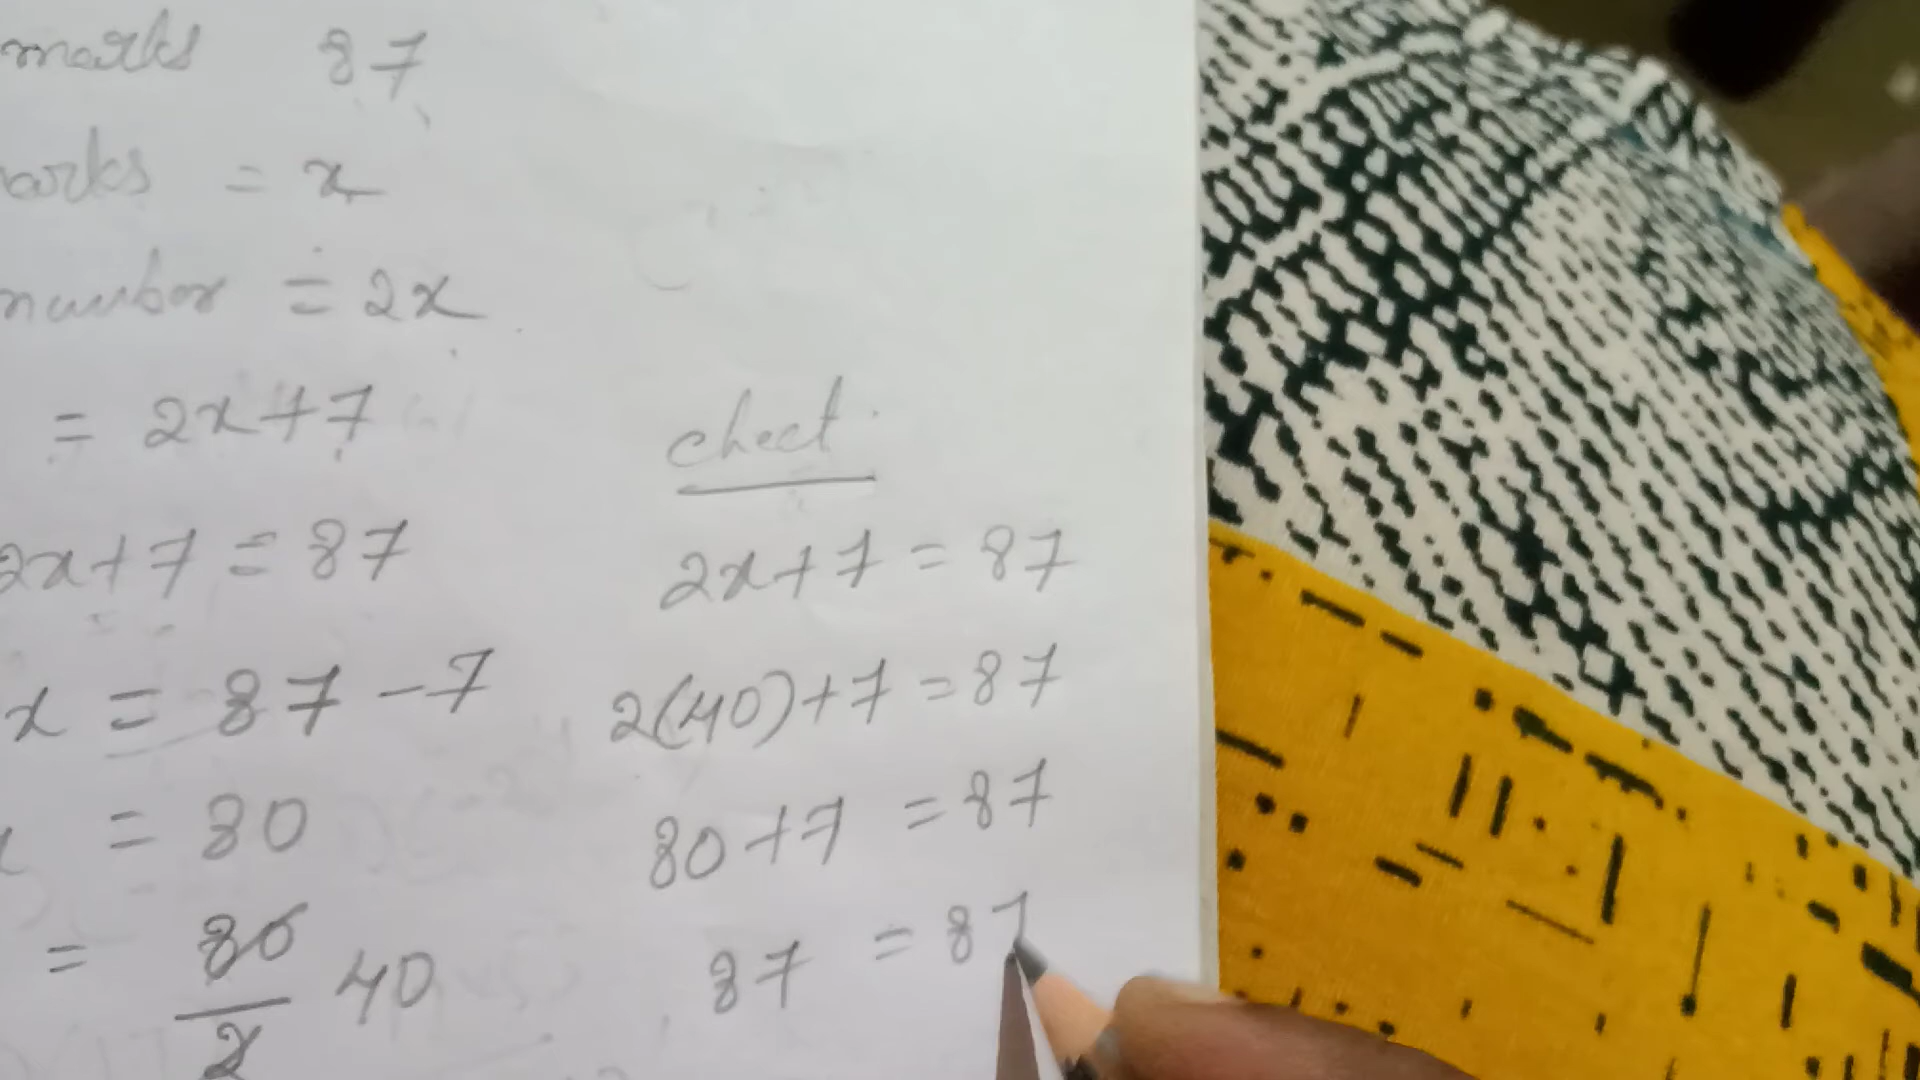 marks 87
arks = x
number = 2x
= 2x+7
2x+7 = 87
x = 87-7
= 80
= 80/2 40
chect
2x+7 = 87
2(40)+7 = 87
80+7 = 87
87 = 87